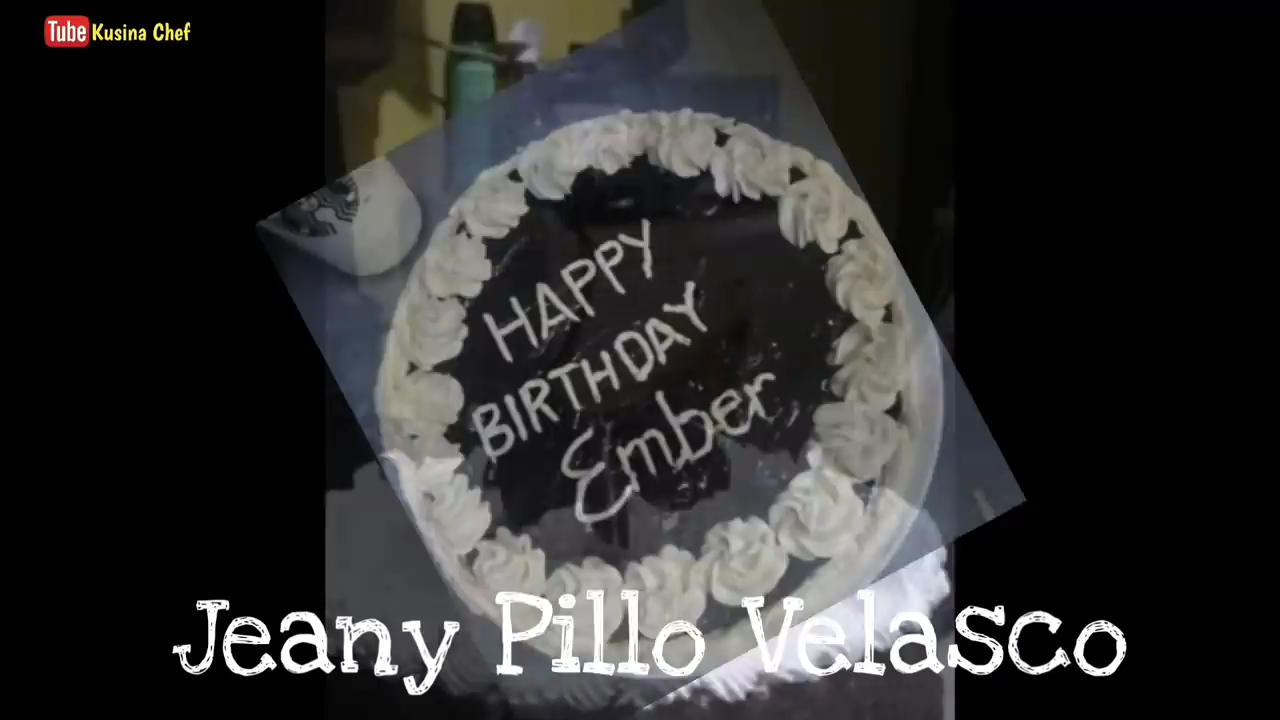 Tube Kusina Chef
HAPPY
BIRTHDAY
Ember
Jeany Pillo Velasco